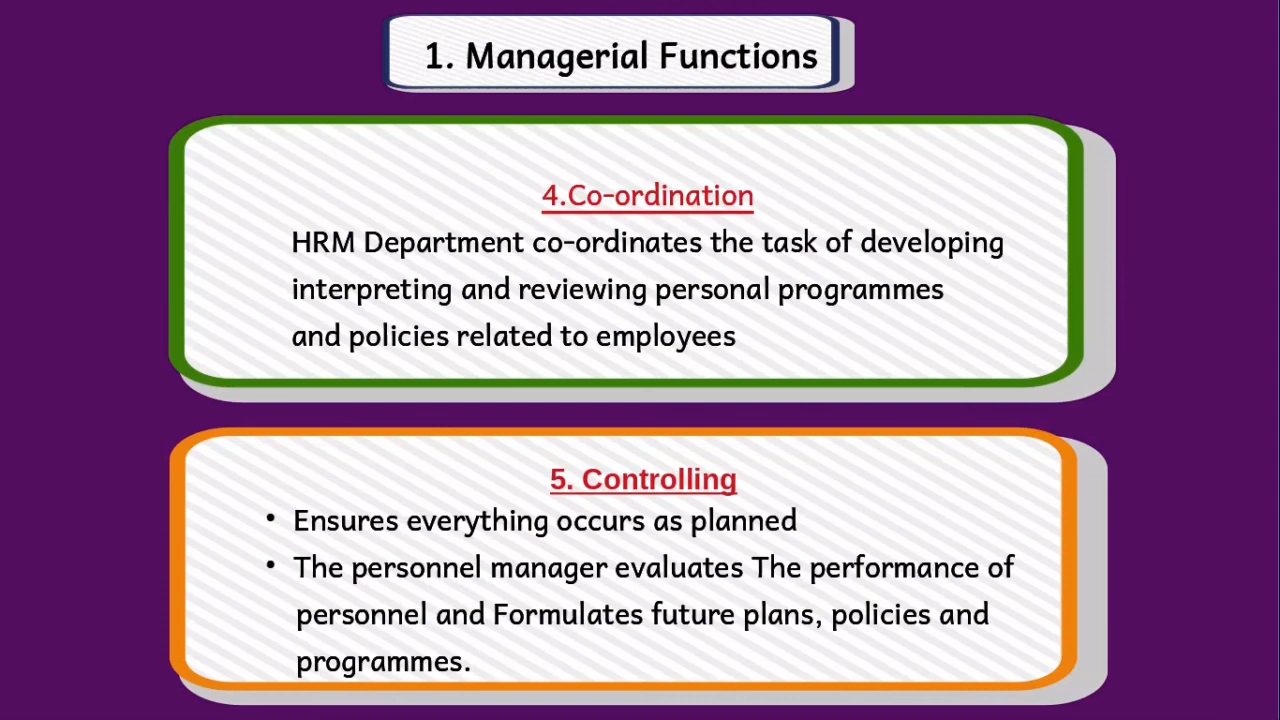 1. Managerial Functions
4.Co-ordination
HRM Department co-ordinates the task of developing
interpreting and reviewing personal programmes
and policies related to employees
5. Controlling
• Ensures everything occurs as planned
• The personnel manager evaluates The performance of
personnel and Formulates future plans, policies and
programmes.